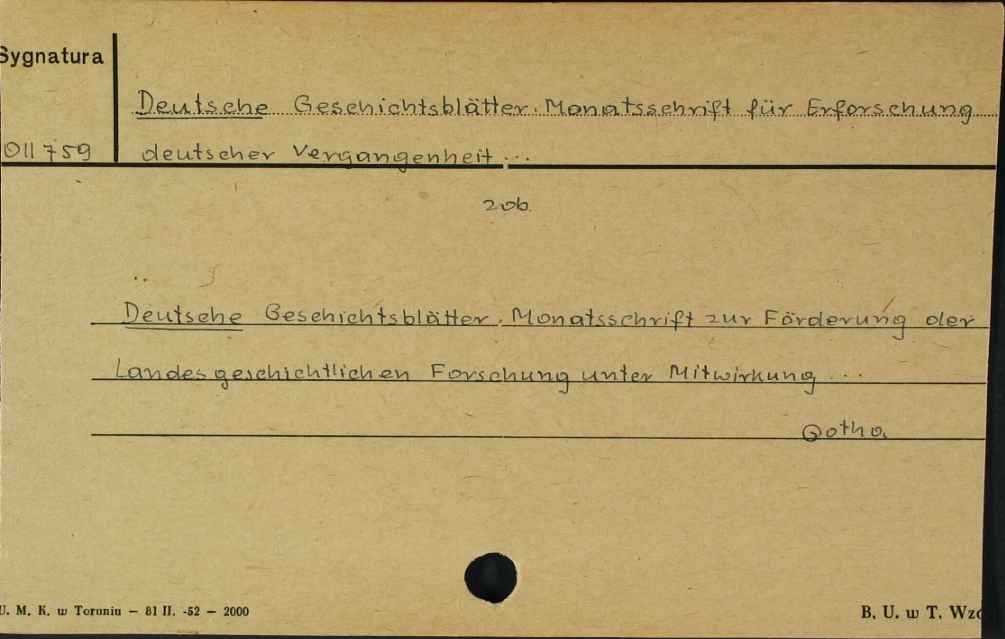 Sygnatura
Deutsche Geschichtsblätter. Monatsschrift für Erforschung
011759 deutscher Vergangenheit...
zob.
Deutsche Geschichtsblätter. Monatsschrift zur Förderung der
Landesgeschichtlichen Forschung unter Mitwirkung ...
Gotha.
U. M. K. w Toruniu — 81 II. -52 — 2000
B. U. w T. Wzó